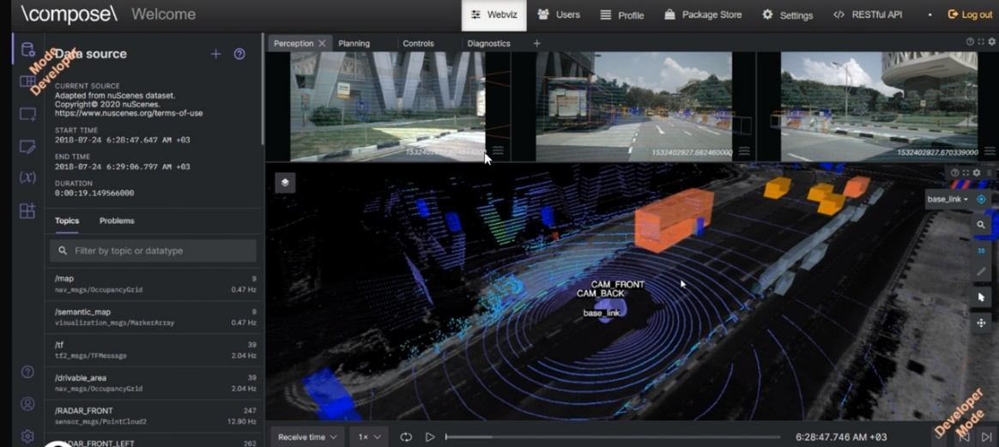 \compose\ Welcome
Webviz
Users
Profile
Package Store
Settings
RESTful API
Log out
Mode
Developer
Data source
CURRENT SOURCE
Adapted from nuScenes dataset.
Copyright© 2020 nuScenes.
https://www.nuscenes.org/terms-of-use
START TIME
2018-07-24 6:28:47.647 AM +03
END TIME
2018-07-24 6:29:06.797 AM +03
DURATION
0:00:19.149566000
Topics Problems
Filter by topic or datatype
/map 9
nav_msgs/OccupancyGrid 0.47 Hz
/semantic_map 9
visualization_msgs/MarkerArray 0.47 Hz
/tf 39
tf2_msgs/TFMessage 2.04 Hz
/drivable_area 39
nav_msgs/OccupancyGrid 2.04 Hz
/RADAR_FRONT 247
sensor_msgs/PointCloud2 12.90 Hz
RADAR_FRONT_LEFT 262
Perception Planning Controls Diagnostics
1532402927.662460000
1532402927.670339000
base_link
3D
CAM_FRONT
CAM_BACK
base_link
Receive time 1× 6:28:47.746 AM +03
Developer
Mode